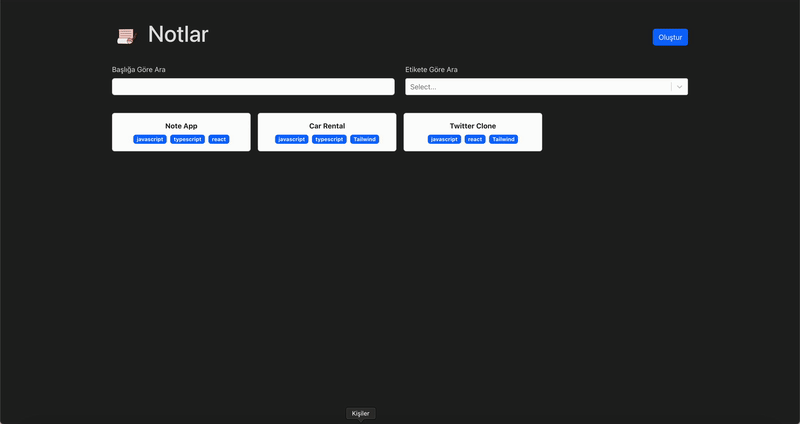 Notlar
Oluştur
Başlığa Göre Ara
Etikete Göre Ara
Select...
Note App
javascript typescript react
Car Rental
javascript typescript Tailwind
Twitter Clone
javascript react Tailwind
Kişiler